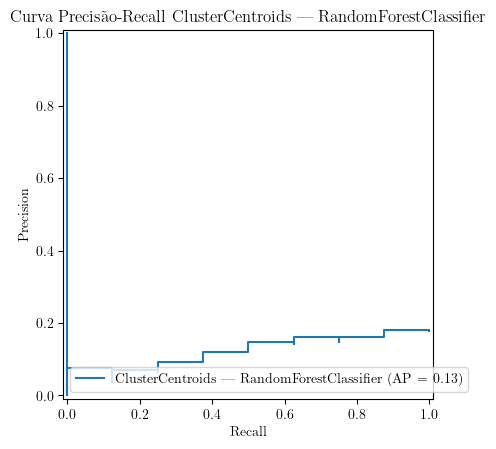 Curva Precisão-Recall ClusterCentroids — RandomForestClassifier
1.0
0.8
0.6
0.4
0.2
0.0
Precision
ClusterCentroids — RandomForestClassifier (AP = 0.13)
0.0 0.2 0.4 0.6 0.8 1.0
Recall